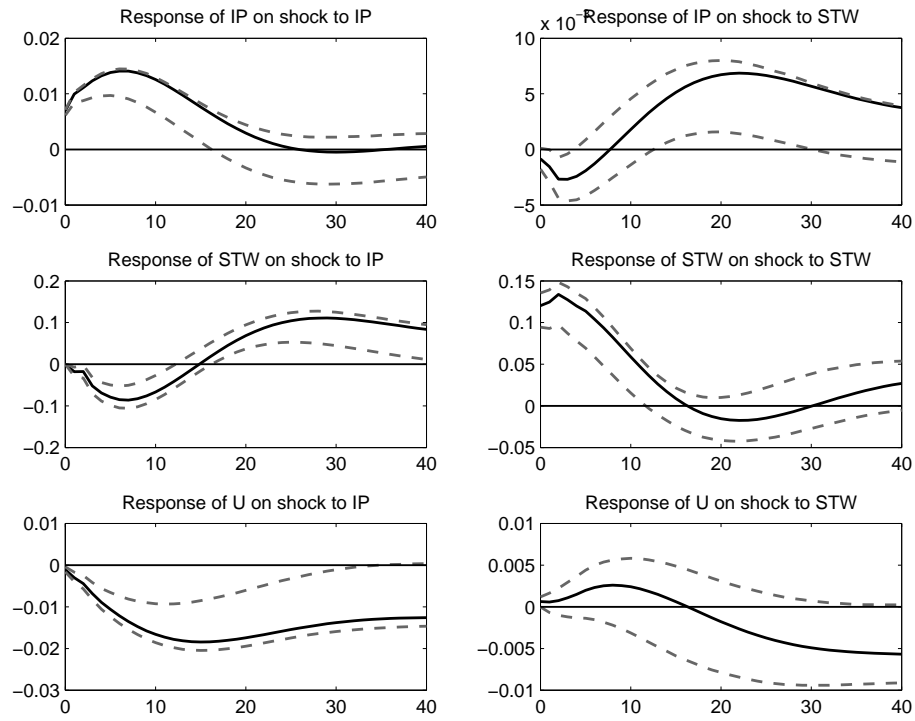 Response of IP on shock to IP
0.02
0.01
0
−0.01
0 10 20 30 40
Response of IP on shock to STW
x 10
10
5
0
−5
0 10 20 30 40
Response of STW on shock to IP
0.2
0.1
0
−0.1
−0.2
0 10 20 30 40
Response of STW on shock to STW
0.15
0.1
0.05
0
−0.05
0 10 20 30 40
Response of U on shock to IP
0.01
0
−0.01
−0.02
−0.03
0 10 20 30 40
Response of U on shock to STW
0.01
0.005
0
−0.005
−0.01
0 10 20 30 40